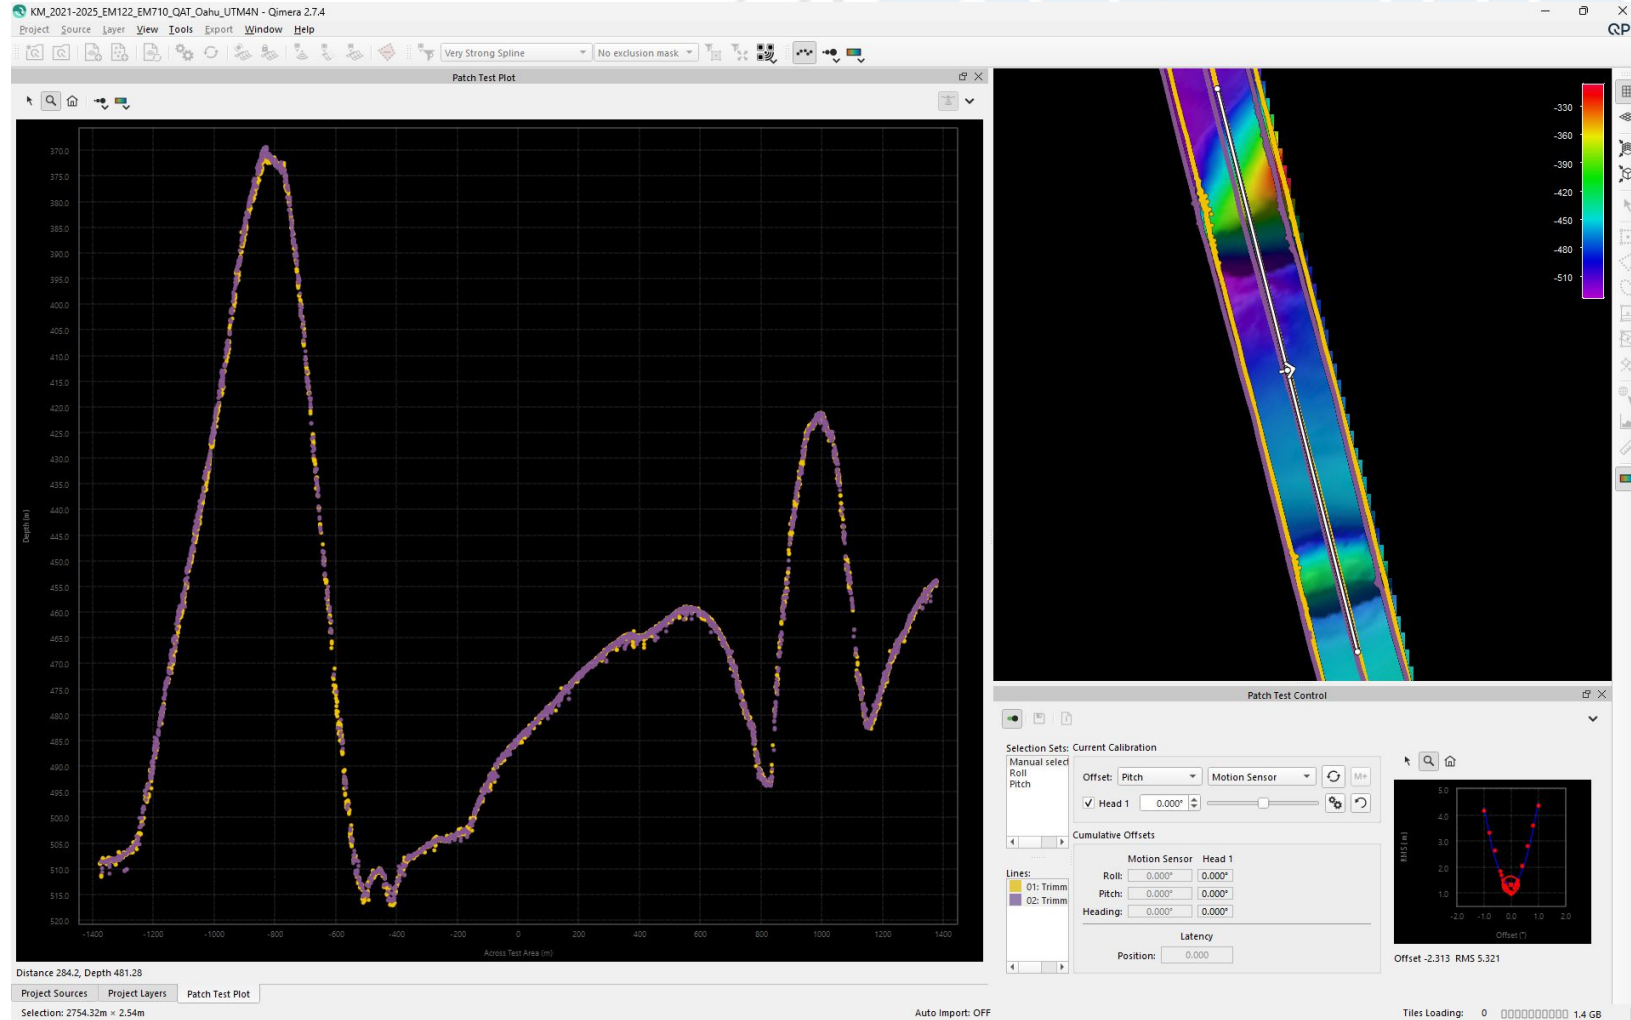 KM_2021-2025_EM122_EM710_QAT_Oahu_UTM4N - Qimera 2.7.4
Project Source Layer View Tools Export Window Help
QP
Very Strong Spline No exclusion mask
Patch Test Plot
370.0
375.0
380.0
385.0
390.0
395.0
400.0
405.0
410.0
415.0
420.0
425.0
430.0
435.0
440.0
445.0
450.0
455.0
460.0
465.0
470.0
475.0
480.0
485.0
490.0
495.0
500.0
505.0
510.0
515.0
520.0
Depth (m)
-1400 -1200 -1000 -800 -600 -400 -200 0 200 400 600 800 1000 1200 1400
Across Test Area (m)
Distance 284.2, Depth 481.28
Project Sources Project Layers Patch Test Plot
Selection: 2754.32m × 2.54m
Auto Import: OFF
-330
-360
-390
-420
-450
-480
-510
Patch Test Control
Selection Sets:
Manual select
Roll
Pitch
Lines:
01: Trimm
02: Trimm
Current Calibration
Offset: Pitch Motion Sensor M+
Head 1 0.000°
Cumulative Offsets
Motion Sensor Head 1
Roll: 0.000° 0.000°
Pitch: 0.000° 0.000°
Heading: 0.000° 0.000°
Latency
Position: 0.000
5.0
4.0
3.0
2.0
1.0
RMS (m)
-2.0 -1.0 0.0 1.0 2.0
Offset (°)
Offset -2.313 RMS 5.321
Tiles Loading: 0 1.4 GB